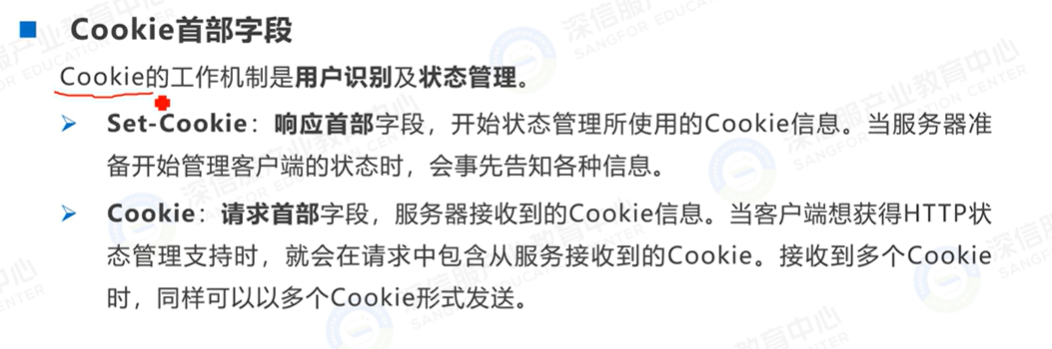 Cookie首部字段
Cookie的工作机制是用户识别及状态管理。
Set-Cookie：响应首部字段，开始状态管理所使用的Cookie信息。当服务器准
备开始管理客户端的状态时，会事先告知各种信息。
Cookie：请求首部字段，服务器接收到的Cookie信息。当客户端想获得HTTP状
态管理支持时，就会在请求中包含从服务接收到的Cookie。接收到多个Cookie
时，同样可以以多个Cookie形式发送。
深信服产业教育中心
SANGFOR EDUCATION CENTER